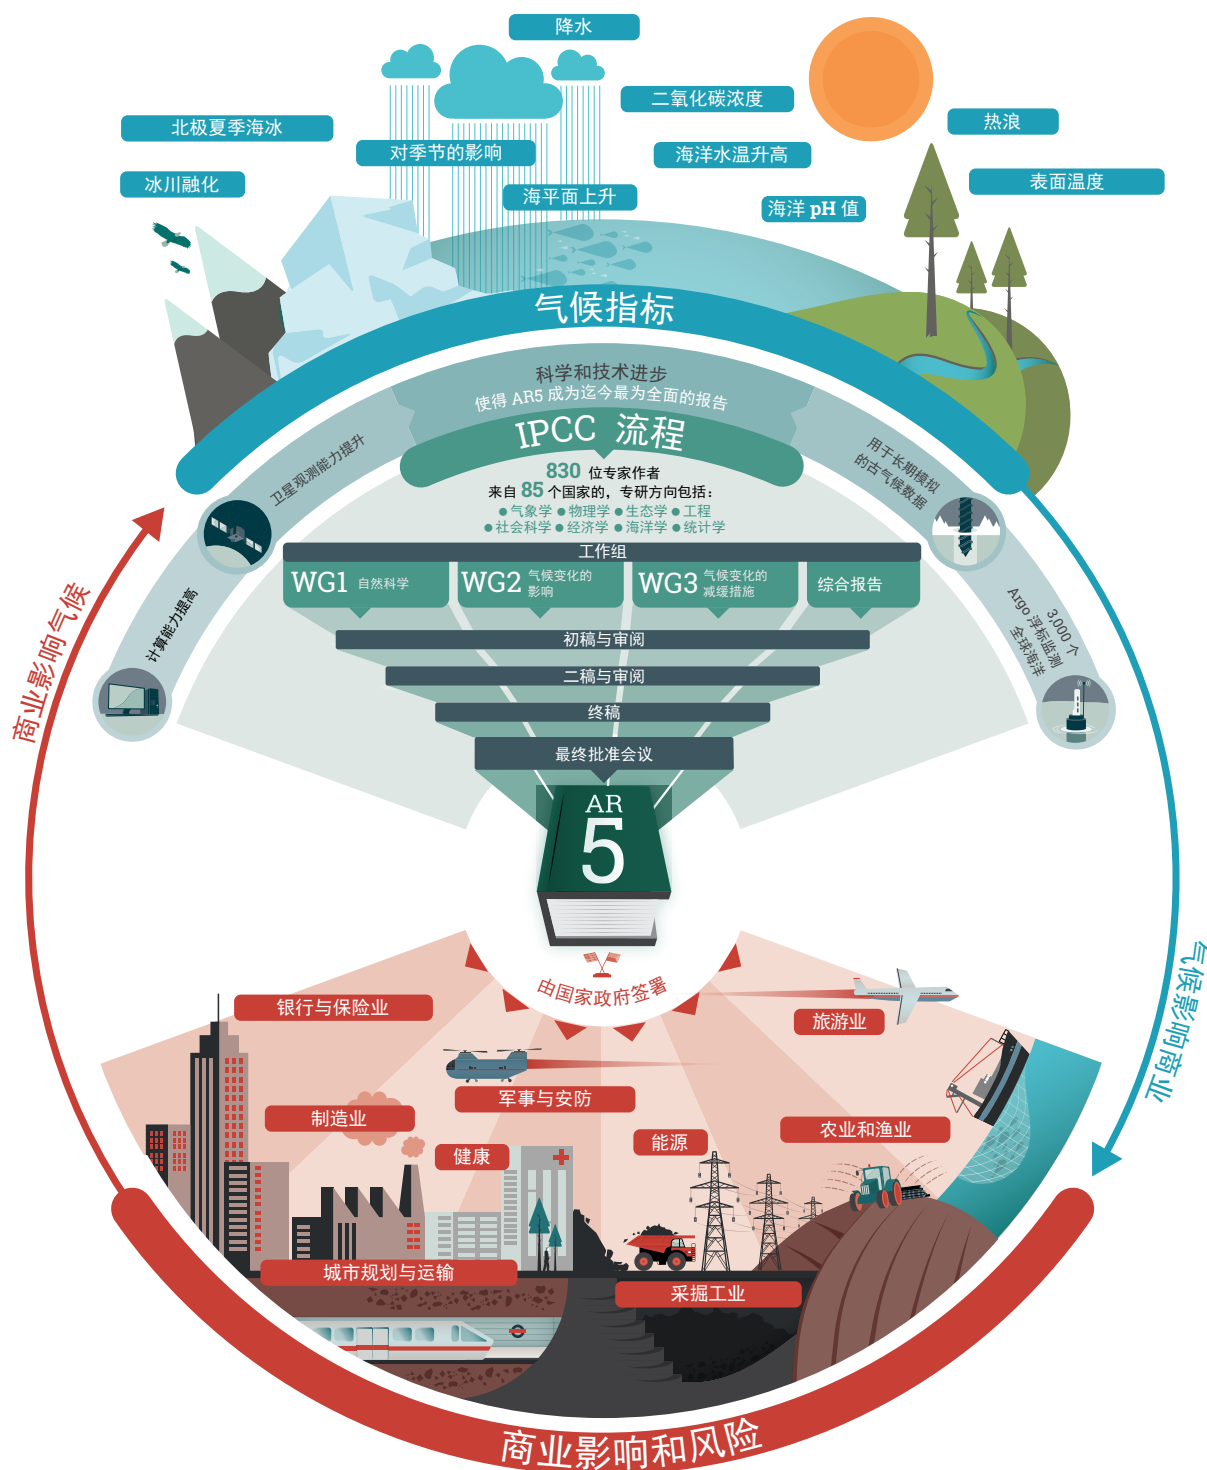 降水
二氧化碳浓度
热浪
北极夏季海冰
对季节的影响
海洋水温升高
表面温度
冰川融化
海平面上升
海洋 pH 值
气候指标
科学和技术进步
使得 AR5 成为迄今最为全面的报告
IPCC 流程
卫星观测能力提升
用于长期模拟
的古气候数据
830 位专家作者
来自 85 个国家的，专研方向包括：
● 气象学 ● 物理学 ● 生态学 ● 工程
● 社会科学 ● 经济学 ● 海洋学 ● 统计学
工作组
WG1 自然科学
WG2 气候变化的
影响
WG3 气候变化的
减缓措施
综合报告
计算能力提高
3,000 个
Argo 浮标监测
全球海洋
初稿与审阅
二稿与审阅
终稿
最终批准会议
商业影响气候
AR
5
气候影响商业
由国家政府签署
银行与保险业
旅游业
军事与安防
制造业
农业和渔业
能源
健康
城市规划与运输
采掘工业
商业影响和风险